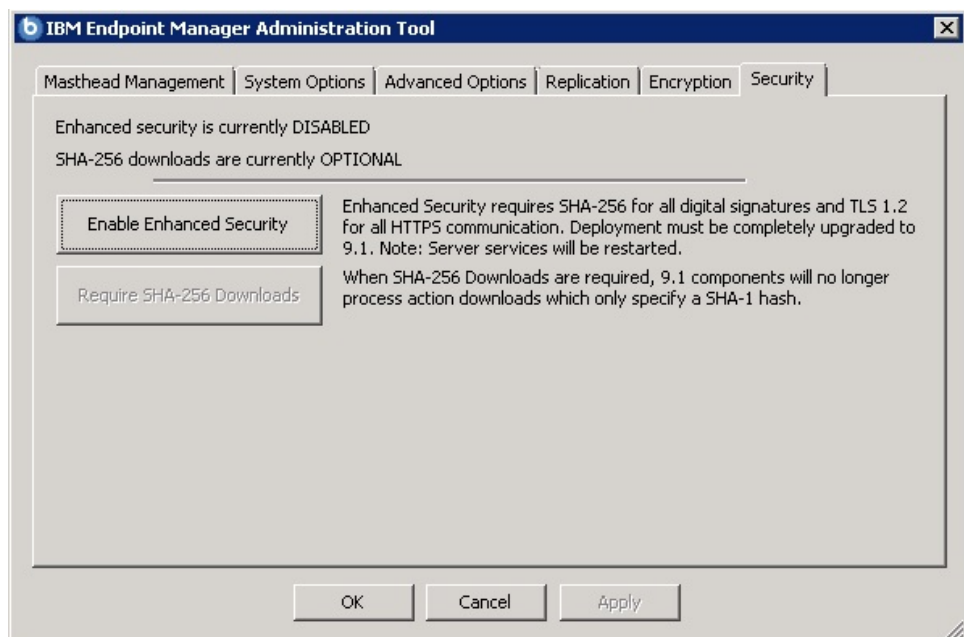 IBM Endpoint Manager Administration Tool
Masthead Management System Options Advanced Options Replication Encryption Security
Enhanced security is currently DISABLED
SHA-256 downloads are currently OPTIONAL
Enable Enhanced Security
Enhanced Security requires SHA-256 for all digital signatures and TLS 1.2
for all HTTPS communication. Deployment must be completely upgraded to
9.1. Note: Server services will be restarted.
Require SHA-256 Downloads
When SHA-256 Downloads are required, 9.1 components will no longer
process action downloads which only specify a SHA-1 hash.
OK Cancel Apply